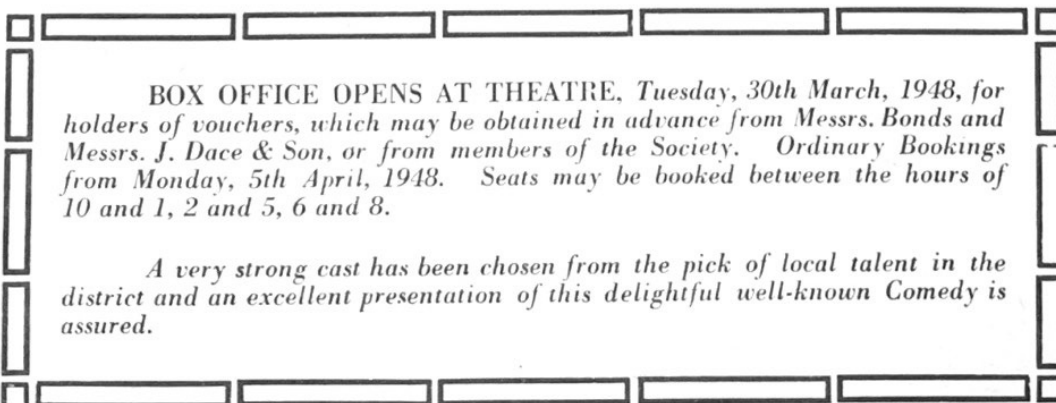 BOX OFFICE OPENS AT THEATRE, Tuesday, 30th March, 1948, for
holders of vouchers, which may be obtained in advance from Messrs. Bonds and
Messrs. J. Dace & Son, or from members of the Society. Ordinary Bookings
from Monday, 5th April, 1948. Seats may be booked between the hours of
10 and 1, 2 and 5, 6 and 8.
A very strong cast has been chosen from the pick of local talent in the
district and an excellent presentation of this delightful well-known Comedy is
assured.